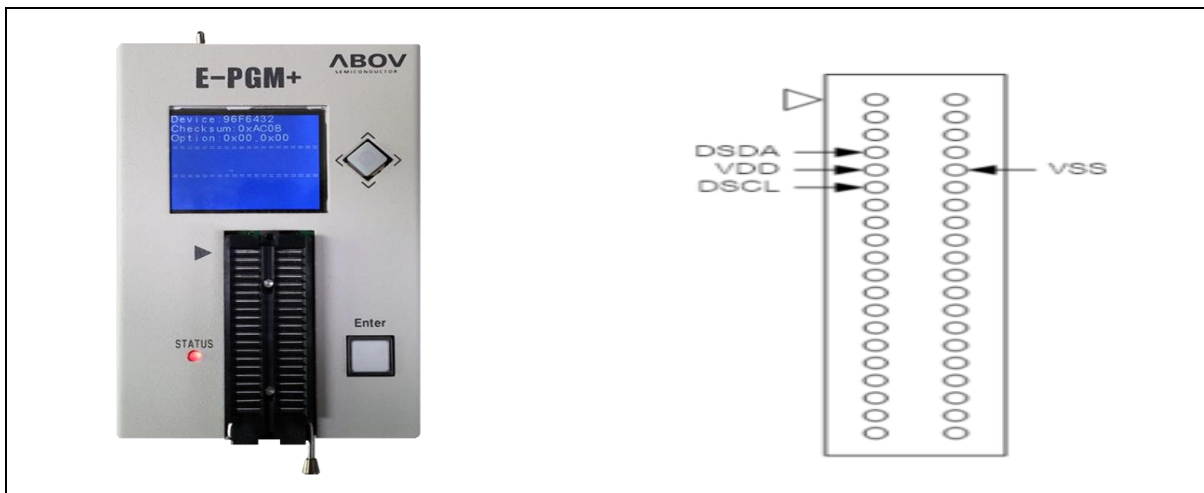 ABOV
SEMICONDUCTOR
E-PGM+
Device:96F6432
Checksum:0xAC0B
Option:0x00,0x00
Enter
STATUS
DSDA
VDD
DSCL
VSS